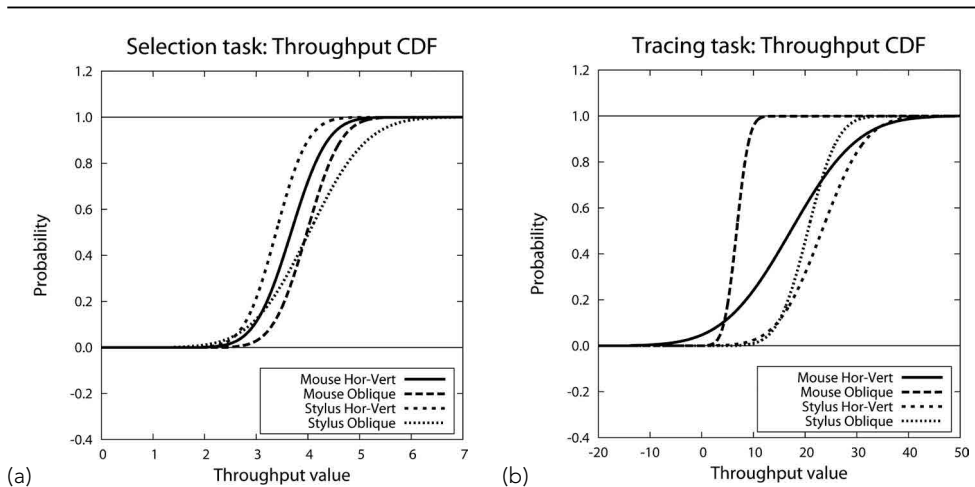 Selection task: Throughput CDF
1.2
1.0
0.8
0.6
0.4
0.2
0.0
-0.2
-0.4
Probability
Mouse Hor-Vert
Mouse Oblique
Stylus Hor-Vert
Stylus Oblique
0 1 2 3 4 5 6 7
Throughput value
(a)
Tracing task: Throughput CDF
1.2
1.0
0.8
0.6
0.4
0.2
0.0
-0.2
-0.4
Probability
Mouse Hor-Vert
Mouse Oblique
Stylus Hor-Vert
Stylus Oblique
-20 -10 0 10 20 30 40 50
Throughput value
(b)